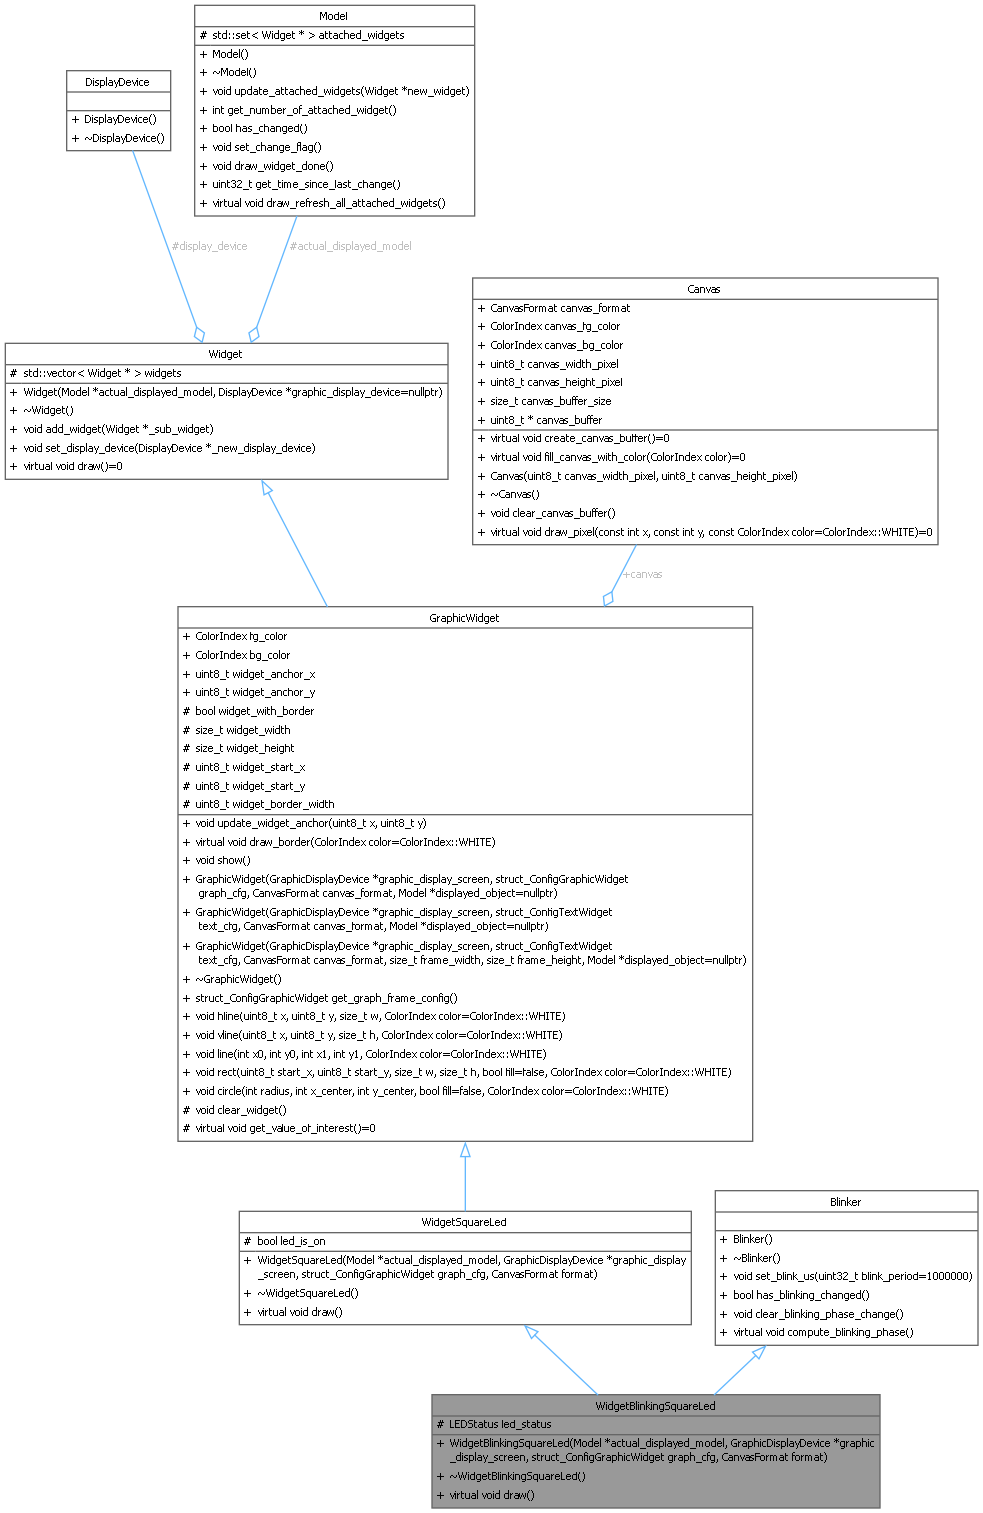 Model
# std::set< Widget * > attached_widgets
+ Model()
+ ~Model()
+ void update_attached_widgets(Widget *new_widget)
+ int get_number_of_attached_widget()
+ bool has_changed()
+ void set_change_flag()
+ void draw_widget_done()
+ uint32_t get_time_since_last_change()
+ virtual void draw_refresh_all_attached_widgets()
DisplayDevice
+ DisplayDevice()
+ ~DisplayDevice()
#display_device
#actual_displayed_model
Widget
# std::vector< Widget * > widgets
+ Widget(Model *actual_displayed_model, DisplayDevice *graphic_display_device=nullptr)
+ ~Widget()
+ void add_widget(Widget *_sub_widget)
+ void set_display_device(DisplayDevice *_new_display_device)
+ virtual void draw()=0
Canvas
+ CanvasFormat canvas_format
+ ColorIndex canvas_fg_color
+ ColorIndex canvas_bg_color
+ uint8_t canvas_width_pixel
+ uint8_t canvas_height_pixel
+ size_t canvas_buffer_size
+ uint8_t * canvas_buffer
+ virtual void create_canvas_buffer()=0
+ virtual void fill_canvas_with_color(ColorIndex color)=0
+ Canvas(uint8_t canvas_width_pixel, uint8_t canvas_height_pixel)
+ ~Canvas()
+ void clear_canvas_buffer()
+ virtual void draw_pixel(const int x, const int y, const ColorIndex color=ColorIndex::WHITE)=0
+canvas
GraphicWidget
+ ColorIndex fg_color
+ ColorIndex bg_color
+ uint8_t widget_anchor_x
+ uint8_t widget_anchor_y
# bool widget_with_border
# size_t widget_width
# size_t widget_height
# uint8_t widget_start_x
# uint8_t widget_start_y
# uint8_t widget_border_width
+ void update_widget_anchor(uint8_t x, uint8_t y)
+ virtual void draw_border(ColorIndex color=ColorIndex::WHITE)
+ void show()
+ GraphicWidget(GraphicDisplayDevice *graphic_display_screen, struct_ConfigGraphicWidget
graph_cfg, CanvasFormat canvas_format, Model *displayed_object=nullptr)
+ GraphicWidget(GraphicDisplayDevice *graphic_display_screen, struct_ConfigTextWidget
text_cfg, CanvasFormat canvas_format, Model *displayed_object=nullptr)
+ GraphicWidget(GraphicDisplayDevice *graphic_display_screen, struct_ConfigTextWidget
text_cfg, CanvasFormat canvas_format, size_t frame_width, size_t frame_height, Model *displayed_object=nullptr)
+ ~GraphicWidget()
+ struct_ConfigGraphicWidget get_graph_frame_config()
+ void hline(uint8_t x, uint8_t y, size_t w, ColorIndex color=ColorIndex::WHITE)
+ void vline(uint8_t x, uint8_t y, size_t h, ColorIndex color=ColorIndex::WHITE)
+ void line(int x0, int y0, int x1, int y1, ColorIndex color=ColorIndex::WHITE)
+ void rect(uint8_t start_x, uint8_t start_y, size_t w, size_t h, bool fill=false, ColorIndex color=ColorIndex::WHITE)
+ void circle(int radius, int x_center, int y_center, bool fill=false, ColorIndex color=ColorIndex::WHITE)
# void clear_widget()
# virtual void get_value_of_interest()=0
WidgetSquareLed
# bool led_is_on
+ WidgetSquareLed(Model *actual_displayed_model, GraphicDisplayDevice *graphic_display
_screen, struct_ConfigGraphicWidget graph_cfg, CanvasFormat format)
+ ~WidgetSquareLed()
+ virtual void draw()
Blinker
+ Blinker()
+ ~Blinker()
+ void set_blink_us(uint32_t blink_period=1000000)
+ bool has_blinking_changed()
+ void clear_blinking_phase_change()
+ virtual void compute_blinking_phase()
WidgetBlinkingSquareLed
# LEDStatus led_status
+ WidgetBlinkingSquareLed(Model *actual_displayed_model, GraphicDisplayDevice *graphic
_display_screen, struct_ConfigGraphicWidget graph_cfg, CanvasFormat format)
+ ~WidgetBlinkingSquareLed()
+ virtual void draw()